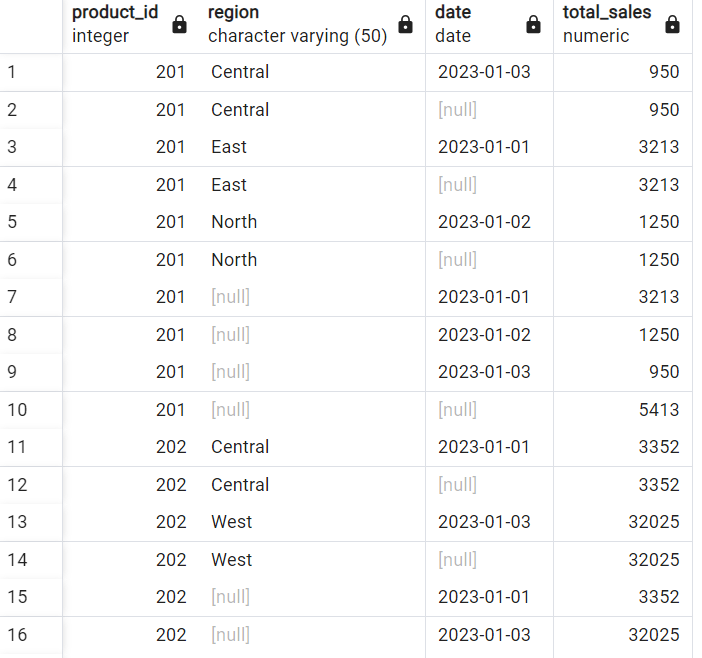 product_id region date total_sales
integer character varying (50) date numeric
1 201 Central 2023-01-03 950
2 201 Central [null] 950
3 201 East 2023-01-01 3213
4 201 East [null] 3213
5 201 North 2023-01-02 1250
6 201 North [null] 1250
7 201 [null] 2023-01-01 3213
8 201 [null] 2023-01-02 1250
9 201 [null] 2023-01-03 950
10 201 [null] [null] 5413
11 202 Central 2023-01-01 3352
12 202 Central [null] 3352
13 202 West 2023-01-03 32025
14 202 West [null] 32025
15 202 [null] 2023-01-01 3352
16 202 [null] 2023-01-03 32025